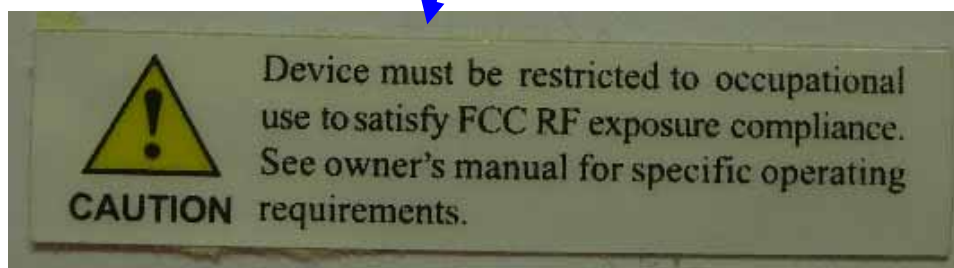 Device must be restricted to occupational
use to satisfy FCC RF exposure compliance.
See owner's manual for specific operating
requirements.
CAUTION